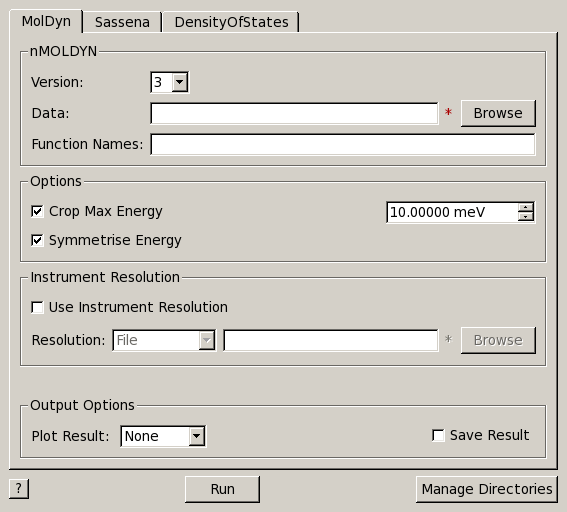 MolDyn Sassena DensityOfStates
nMOLDYN
Version: 3
Data: * Browse
Function Names:
Options
Crop Max Energy 10.00000 meV
Symmetrise Energy
Instrument Resolution
Use Instrument Resolution
Resolution: File * Browse
Output Options
Plot Result: None Save Result
? Run Manage Directories